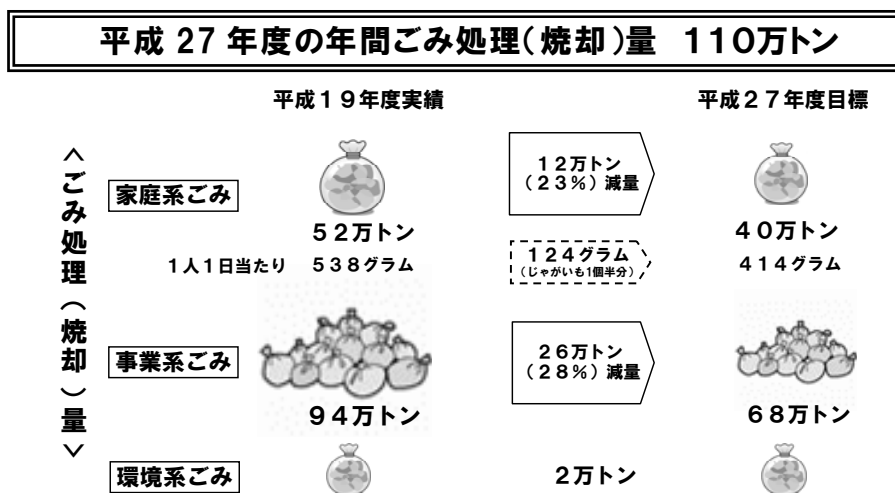 平成 27 年度の年間ごみ処理(焼却)量 110万トン
平成19年度実績
平成27年度目標
<ごみ処理(焼却)量>
家庭系ごみ
12万トン
(23%)減量
52万トン
40万トン
1人1日当たり 538グラム
124グラム
(じゃがいも1個半分)
414グラム
事業系ごみ
26万トン
(28%)減量
94万トン
68万トン
環境系ごみ
2万トン